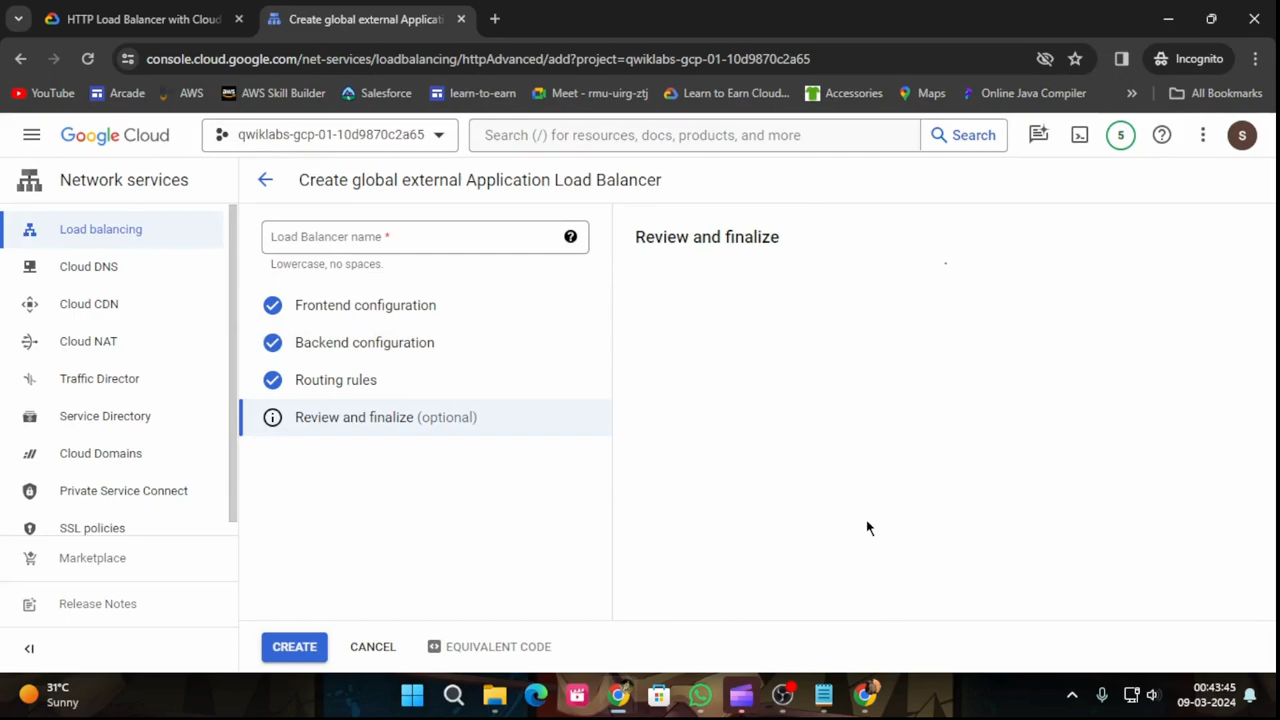 HTTP Load Balancer with Cloud
Create global external Applicati
console.cloud.google.com/net-services/loadbalancing/httpAdvanced/add?project=qwiklabs-gcp-01-10d9870c2a65
Incognito
YouTube
Arcade
AWS
AWS Skill Builder
Salesforce
learn-to-earn
Meet - rmu-uirg-ztj
Learn to Earn Cloud...
Accessories
Maps
Online Java Compiler
»
All Bookmarks
Google Cloud
qwiklabs-gcp-01-10d9870c2a65
Search (/) for resources, docs, products, and more
Search
5
S
Network services
Create global external Application Load Balancer
Load balancing
Cloud DNS
Cloud CDN
Cloud NAT
Traffic Director
Service Directory
Cloud Domains
Private Service Connect
SSL policies
Marketplace
Release Notes
Load Balancer name *
Lowercase, no spaces.
Frontend configuration
Backend configuration
Routing rules
Review and finalize (optional)
Review and finalize
CREATE
CANCEL
EQUIVALENT CODE
31°C
Sunny
00:43:45
09-03-2024